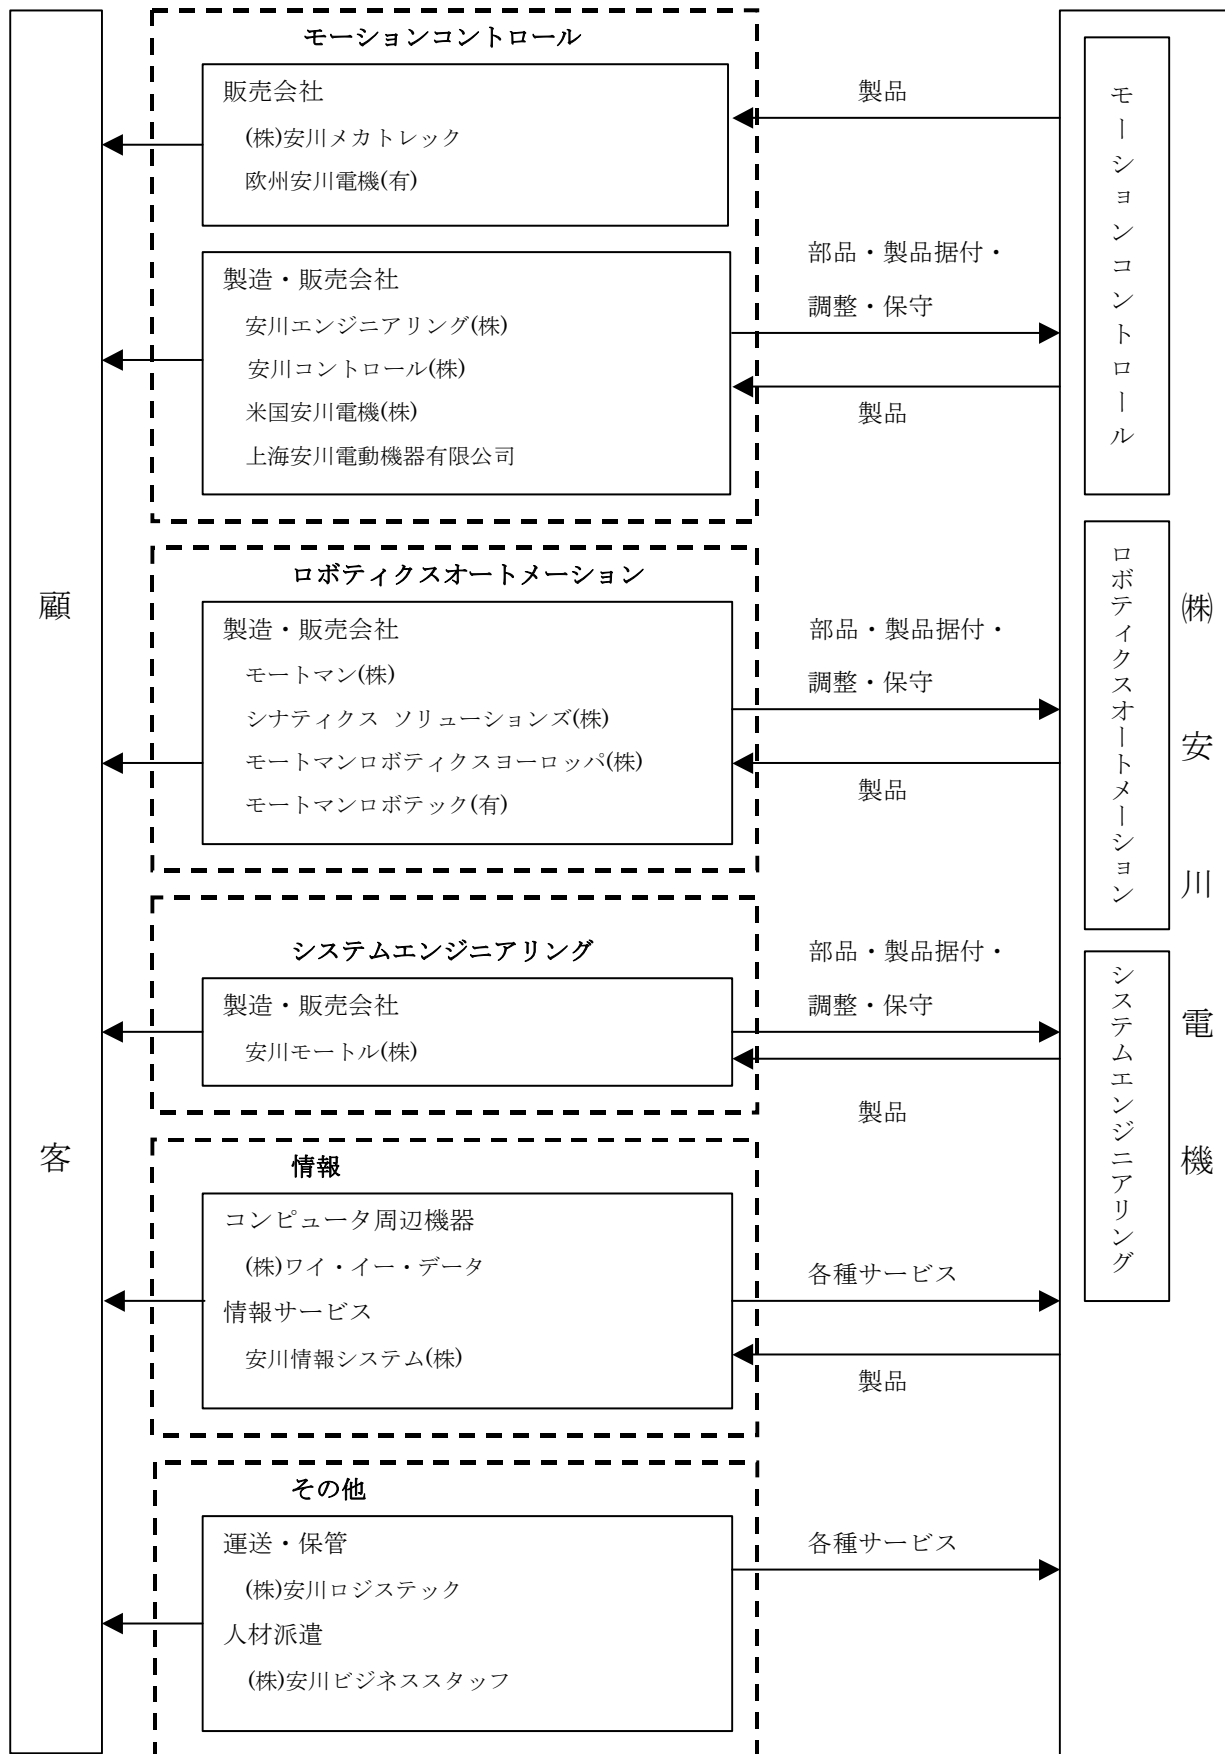 顧客
モーションコントロール
販売会社
(株)安川メカトレック
欧州安川電機(有)
製品
製造・販売会社
安川エンジニアリング(株)
安川コントロール(株)
米国安川電機(株)
上海安川電動機器有限公司
部品・製品据付・
調整・保守
製品
ロボティクスオートメーション
製造・販売会社
モートマン(株)
シナティクス ソリューションズ(株)
モートマンロボティクスヨーロッパ(株)
モートマンロボテック(有)
部品・製品据付・
調整・保守
製品
システムエンジニアリング
製造・販売会社
安川モートル(株)
部品・製品据付・
調整・保守
製品
情報
コンピュータ周辺機器
(株)ワイ・イー・データ
情報サービス
安川情報システム(株)
各種サービス
製品
その他
運送・保管
(株)安川ロジステック
人材派遣
(株)安川ビジネススタッフ
各種サービス
モーションコントロール
ロボティクスオートメーション
システムエンジニアリング
㈱安川電機